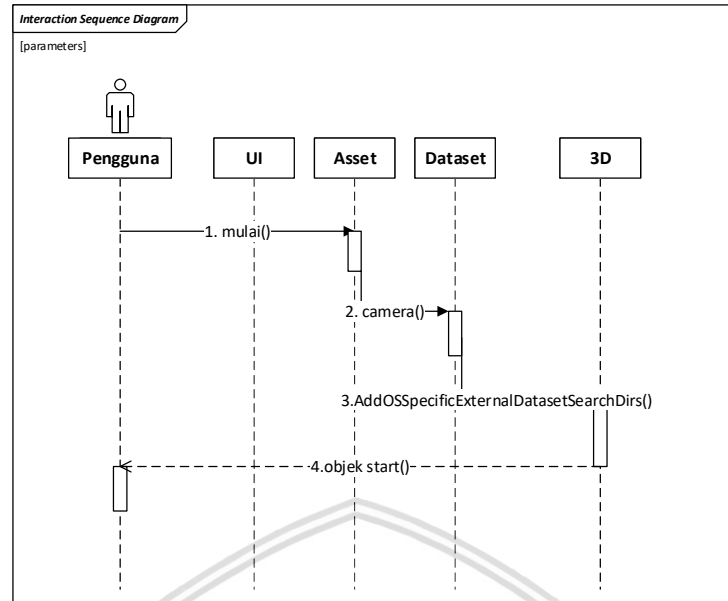 Interaction Sequence Diagram
[parameters]
Pengguna
UI
Asset
Dataset
3D
1. mulai()
2. camera()
3.AddOSSpecificExternalDatasetSearchDirs()
4.objek start()